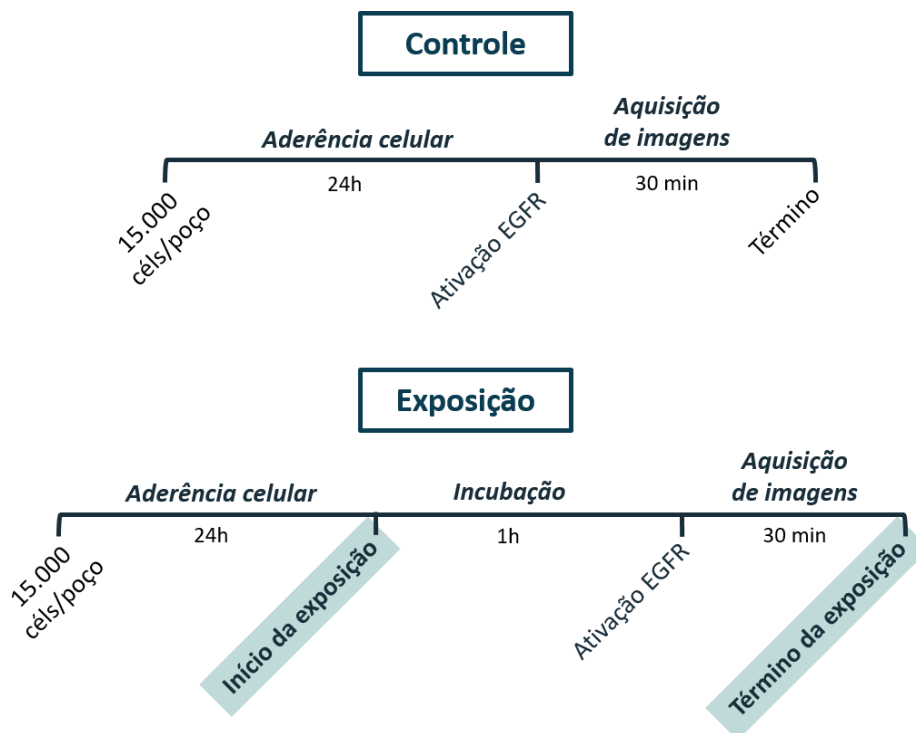 Controle
Aquisição
de imagens
Aderência celular
24h
30 min
15.000
céls/poço
Ativação EGFR
Término
Exposição
Aquisição
de imagens
Aderência celular
Incubação
24h
1h
30 min
15.000
céls/poço
Início da exposição
Ativação EGFR
Término da exposição